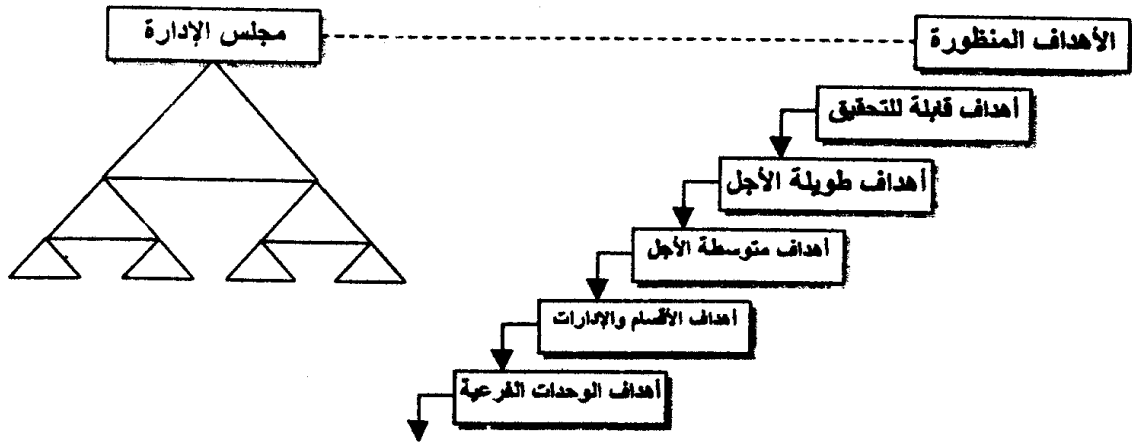 الأهداف المنظورة
مجلس الإدارة
أهداف قابلة للتحقيق
أهداف طويلة الأجل
أهداف متوسطة الأجل
أهداف الأقسام والإدارات
أهداف الوحدات الفرعية